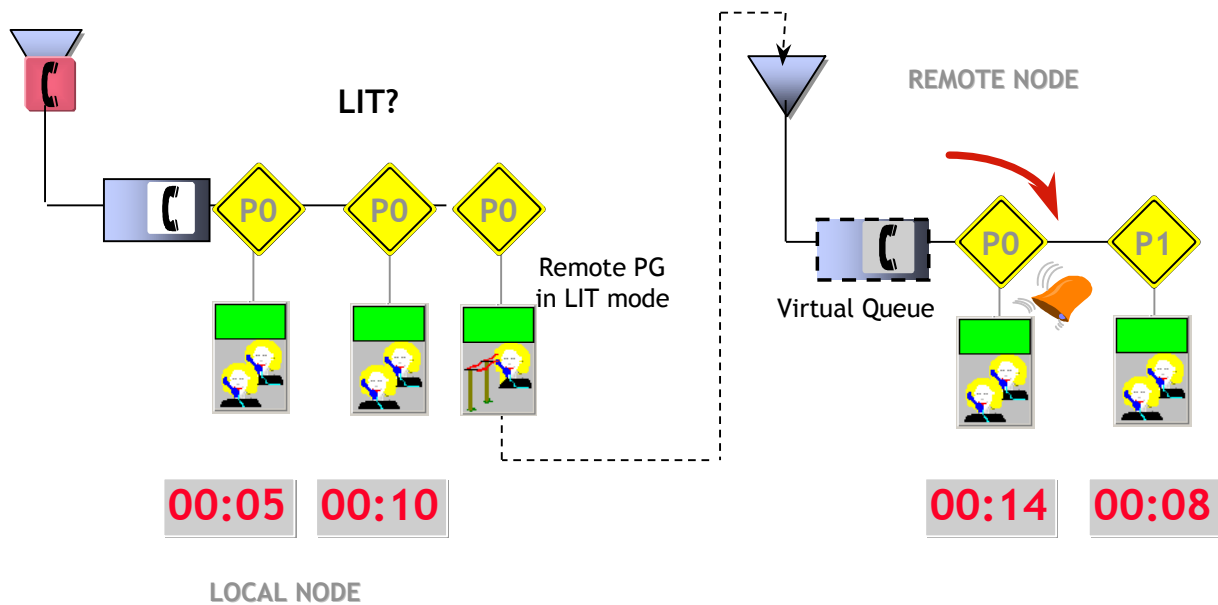 LIT?
P0
P0
P0
Remote PG
in LIT mode
00:05
00:10
LOCAL NODE
REMOTE NODE
P0
P1
Virtual Queue
00:14
00:08